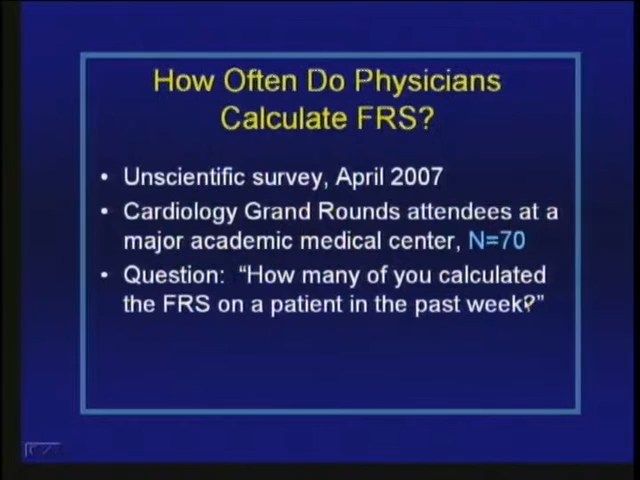 How Often Do Physicians
Calculate FRS?
• Unscientific survey, April 2007
• Cardiology Grand Rounds attendees at a
major academic medical center, N=70
• Question: “How many of you calculated
the FRS on a patient in the past week?”